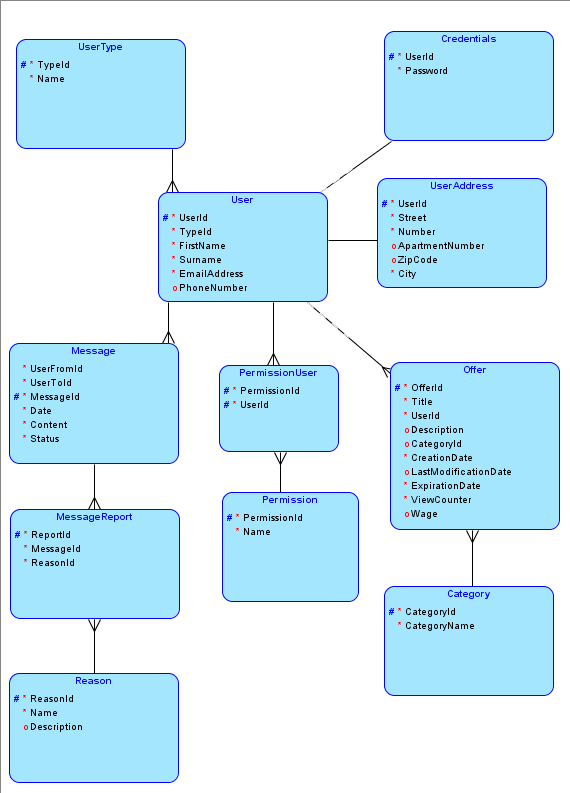 UserType
# * TypeId
* Name
Credentials
# * UserId
* Password
User
# * UserId
* TypeId
* FirstName
* Surname
* EmailAddress
o PhoneNumber
UserAddress
# * UserId
* Street
* Number
o ApartmentNumber
o ZipCode
* City
Message
* UserFromId
* UserToId
# * MessageId
* Date
* Content
* Status
PermissionUser
# * PermissionId
# * UserId
Offer
# * OfferId
* Title
* UserId
o Description
o CategoryId
* CreationDate
o LastModificationDate
* ExpirationDate
* ViewCounter
o Wage
MessageReport
# * ReportId
* MessageId
* ReasonId
Permission
# * PermissionId
* Name
Category
# * CategoryId
* CategoryName
Reason
# * ReasonId
* Name
o Description